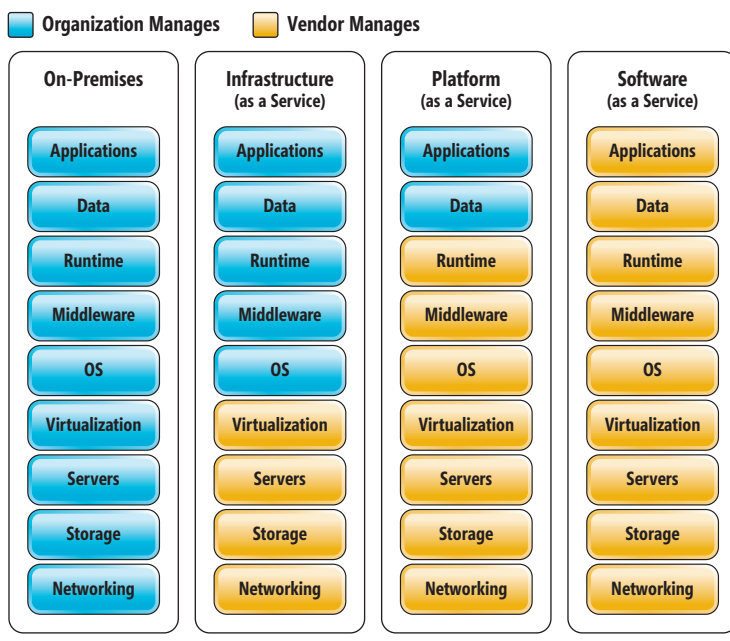 Organization Manages
Vendor Manages
On-Premises
Applications
Data
Runtime
Middleware
OS
Virtualization
Servers
Storage
Networking
Infrastructure
(as a Service)
Applications
Data
Runtime
Middleware
OS
Virtualization
Servers
Storage
Networking
Platform
(as a Service)
Applications
Data
Runtime
Middleware
OS
Virtualization
Servers
Storage
Networking
Software
(as a Service)
Applications
Data
Runtime
Middleware
OS
Virtualization
Servers
Storage
Networking